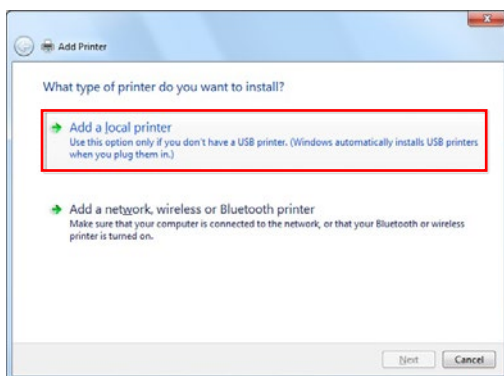 Add Printer
What type of printer do you want to install?
Add a local printer
Use this option only if you don't have a USB printer. (Windows automatically installs USB printers
when you plug them in.)
Add a network, wireless or Bluetooth printer
Make sure that your computer is connected to the network, or that your Bluetooth or wireless
printer is turned on.
Next
Cancel